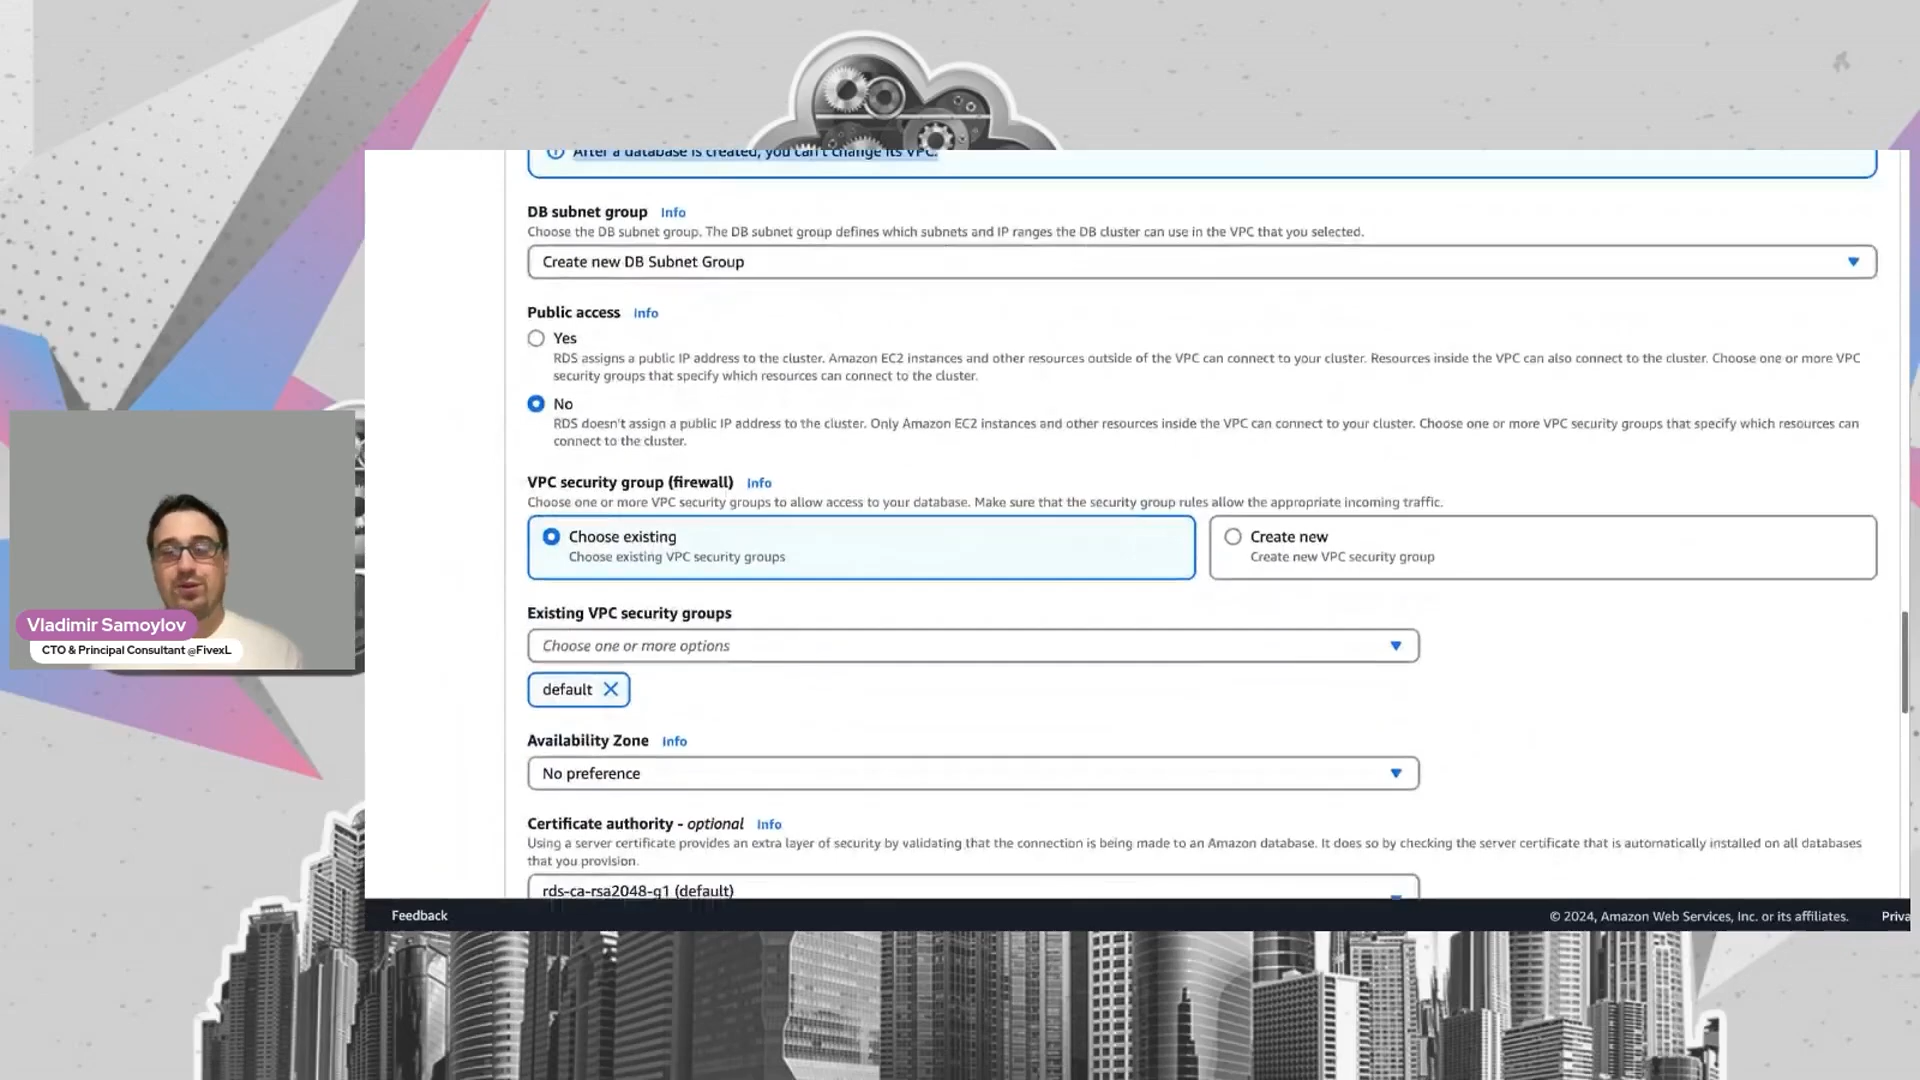 After a database is created, you can't change its VPC.
DB subnet group Info
Choose the DB subnet group. The DB subnet group defines which subnets and IP ranges the DB cluster can use in the VPC that you selected.
Create new DB Subnet Group
Public access Info
Yes
RDS assigns a public IP address to the cluster. Amazon EC2 instances and other resources outside of the VPC can connect to your cluster. Resources inside the VPC can also connect to the cluster. Choose one or more VPC
security groups that specify which resources can connect to the cluster.
No
RDS doesn't assign a public IP address to the cluster. Only Amazon EC2 instances and other resources inside the VPC can connect to your cluster. Choose one or more VPC security groups that specify which resources can
connect to the cluster.
VPC security group (firewall) Info
Choose one or more VPC security groups to allow access to your database. Make sure that the security group rules allow the appropriate incoming traffic.
Choose existing
Choose existing VPC security groups
Create new
Create new VPC security group
Existing VPC security groups
Choose one or more options
default
Availability Zone Info
No preference
Certificate authority - optional Info
Using a server certificate provides an extra layer of security by validating that the connection is being made to an Amazon database. It does so by checking the server certificate that is automatically installed on all databases
that you provision.
rds-ca-rsa2048-g1 (default)
Feedback
© 2024, Amazon Web Services, Inc. or its affiliates. Priva
Vladimir Samoylov
CTO & Principal Consultant @FivexL